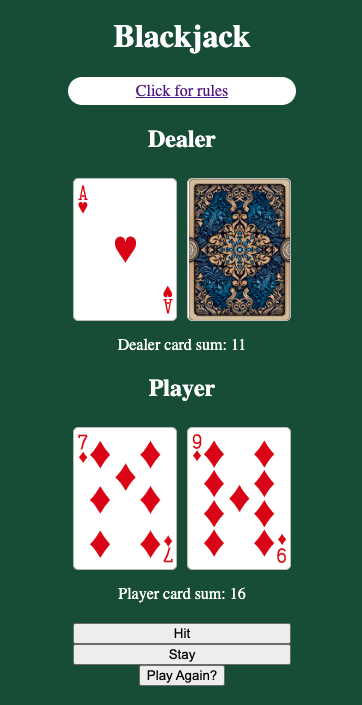 Blackjack
Click for rules
Dealer
A
A
Dealer card sum: 11
Player
7
9
7
9
Player card sum: 16
Hit
Stay
Play Again?